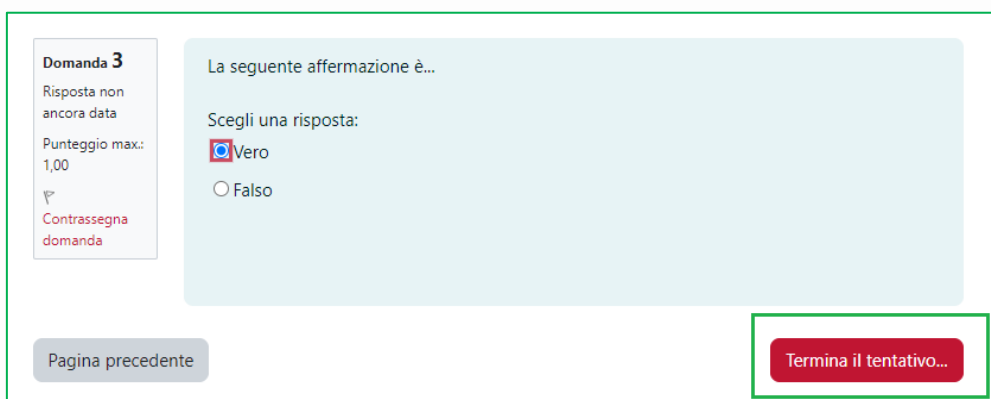 Domanda 3
Risposta non
ancora data
Punteggio max.:
1,00
Contrassegna
domanda
La seguente affermazione è...
Scegli una risposta:
Vero
Falso
Pagina precedente
Termina il tentativo...